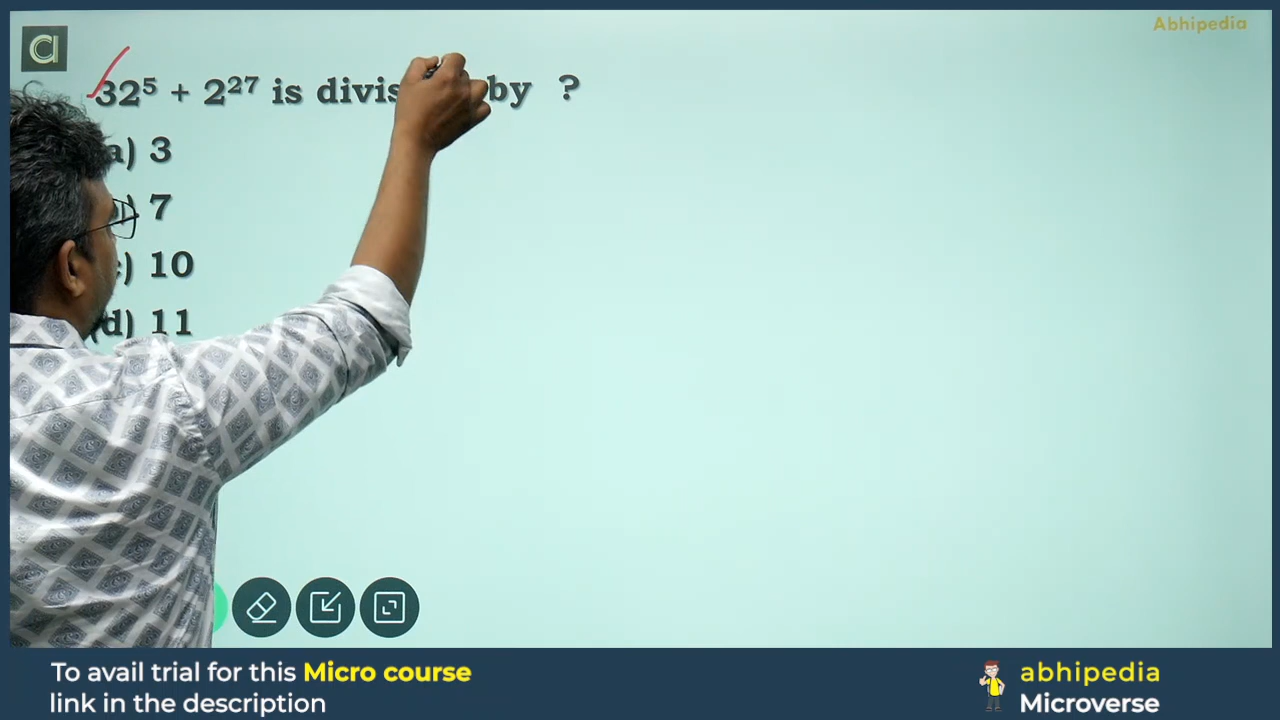 Abhipedia
32⁵ + 2²⁷ is by ?
a) 3
) 7
) 10
(d) 11
To avail trial for this Micro course
link in the description
abhipedia
Microverse